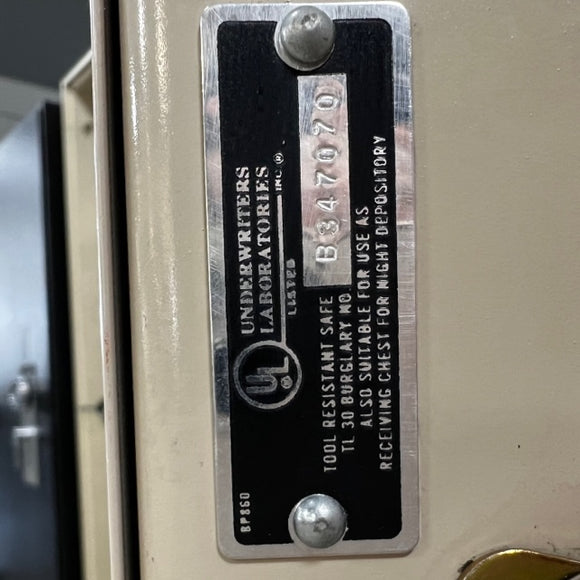 UL®
UNDERWRITERS
LABORATORIES
INC.®
LISTED
TOOL RESISTANT SAFE
TL 30 BURGLARY NO B347070
ALSO SUITABLE FOR USE AS
RECEIVING CHEST FOR NIGHT DEPOSITORY
BP860